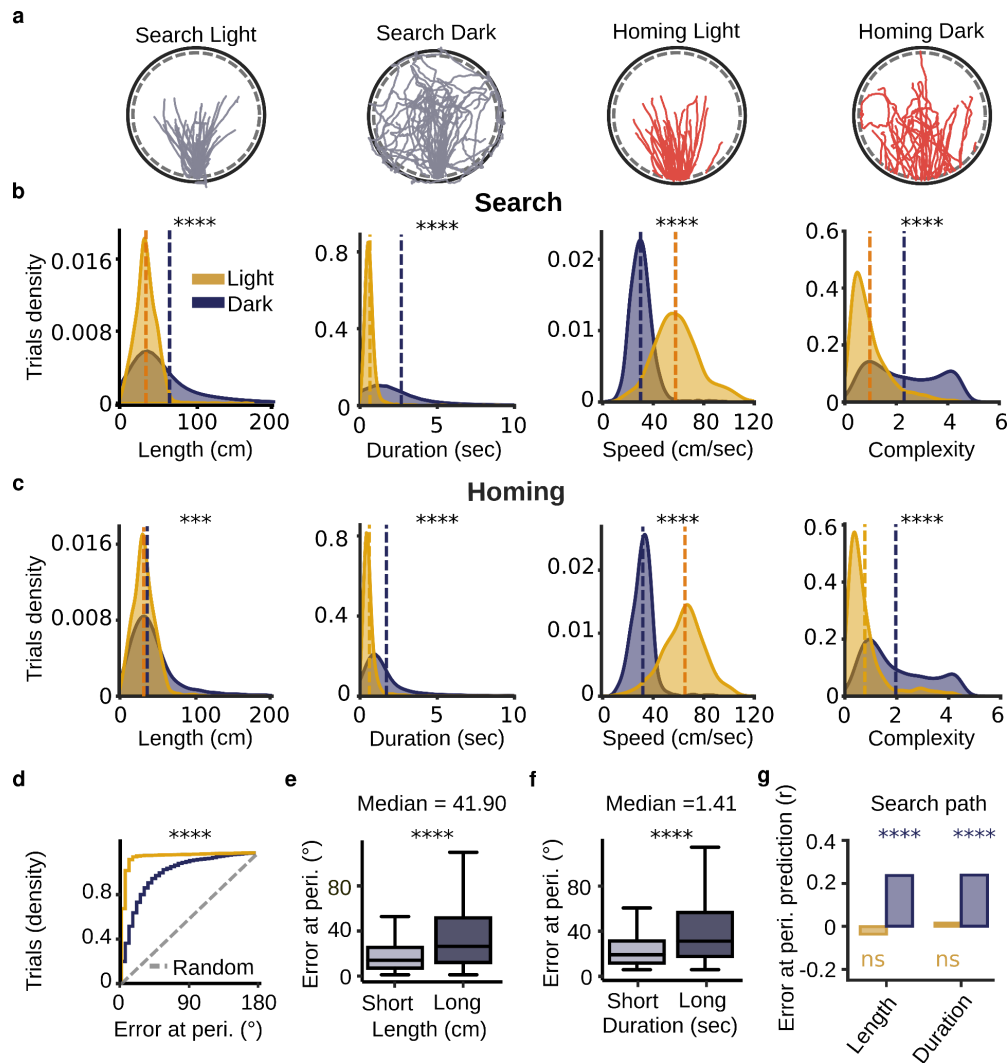 a
Search Light Search Dark Homing Light Homing Dark
b
Search
**** **** **** ****
Trials density
0.016
0.008
0
Light
Dark
0 100 200
Length (cm)
0.8
0.4
0
0 5 10
Duration (sec)
0.02
0.01
0
0 40 80 120
Speed (cm/sec)
0.6
0.4
0.2
0
0 2 4 6
Complexity
c
Homing
*** **** **** ****
Trials density
0.016
0.008
0
0 100 200
Length (cm)
0.8
0.4
0
0 5 10
Duration (sec)
0.02
0.01
0
0 40 80 120
Speed (cm/sec)
0.6
0.4
0.2
0
0 2 4 6
Complexity
d
****
Trials (density)
0.8
0.4
0
Random
0 90 180
Error at peri. (°)
e
Median = 41.90
****
Error at peri. (°)
80
40
0
Short Long
Length (cm)
f
Median =1.41
****
Error at peri. (°)
80
40
0
Short Long
Duration (sec)
g
Search path
**** ****
Error at peri. prediction (r)
0.4
0.2
0
-0.2
ns ns
Length Duration